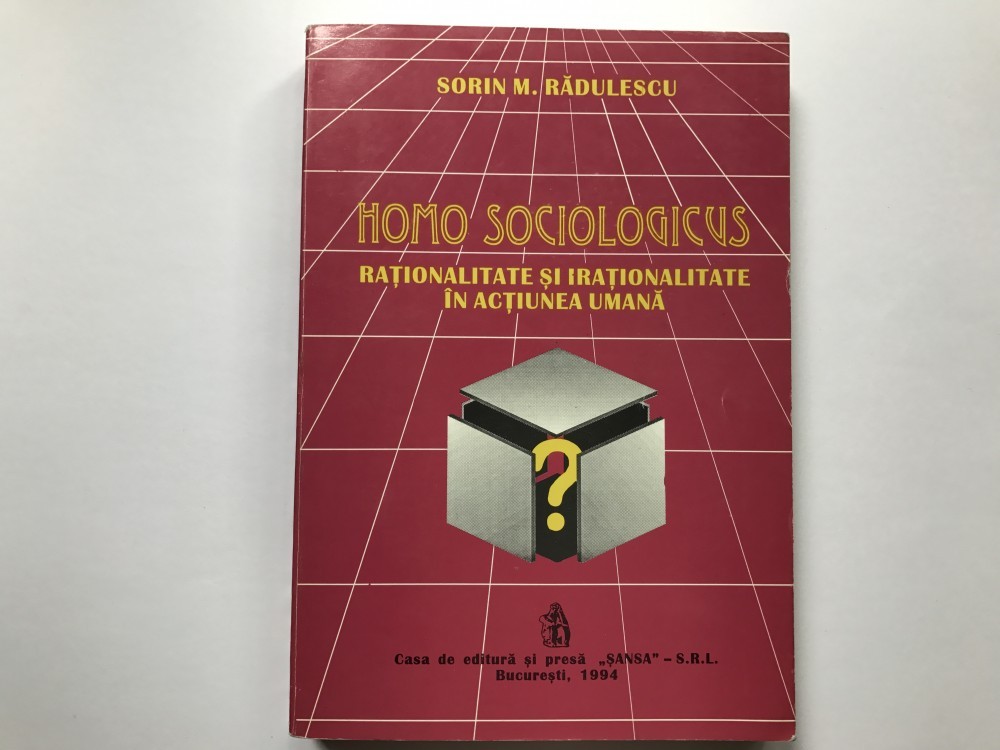 SORIN M. RĂDULESCU
HOMO SOCIOLOGICUS
RAȚIONALITATE ȘI IRAȚIONALITATE
ÎN ACȚIUNEA UMANĂ
?
Casa de editură și presă „ȘANSA” – S.R.L.
București, 1994